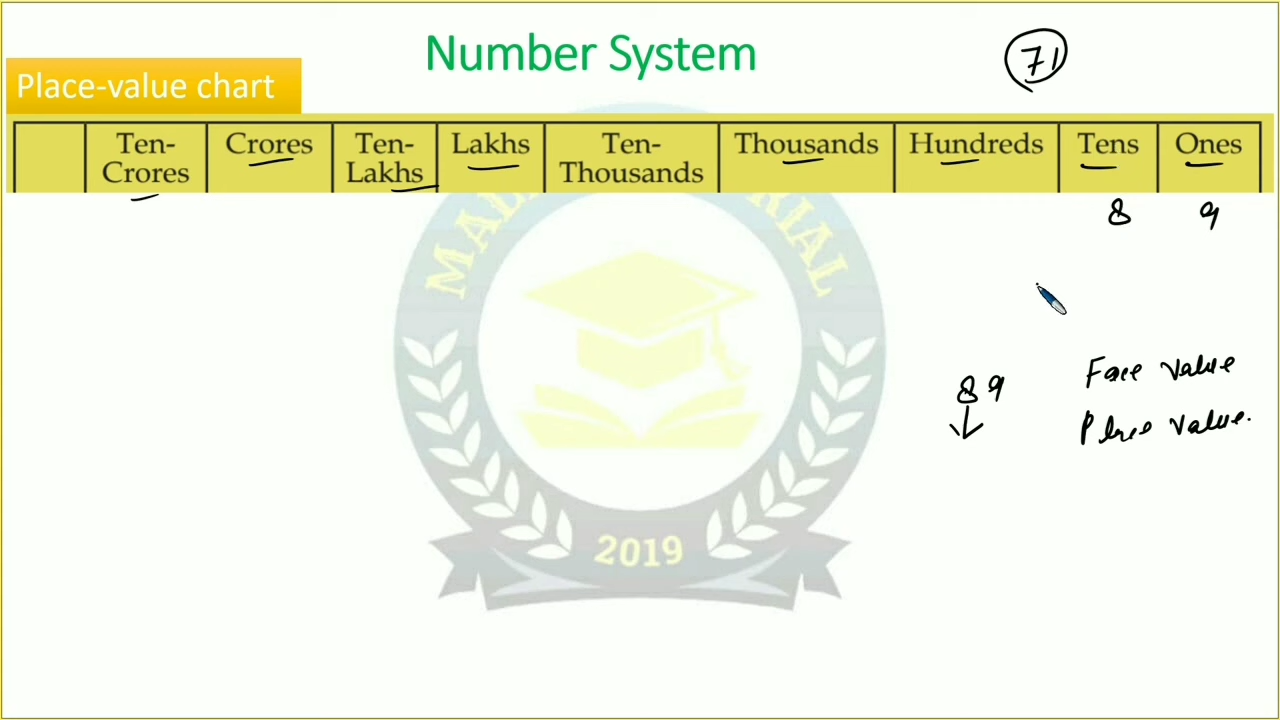 Number System
71
Place-value chart
Ten-Crores Crores Ten-Lakhs Lakhs Ten-Thousands Thousands Hundreds Tens Ones
8 9
89 Face Value
Place Value.
2019